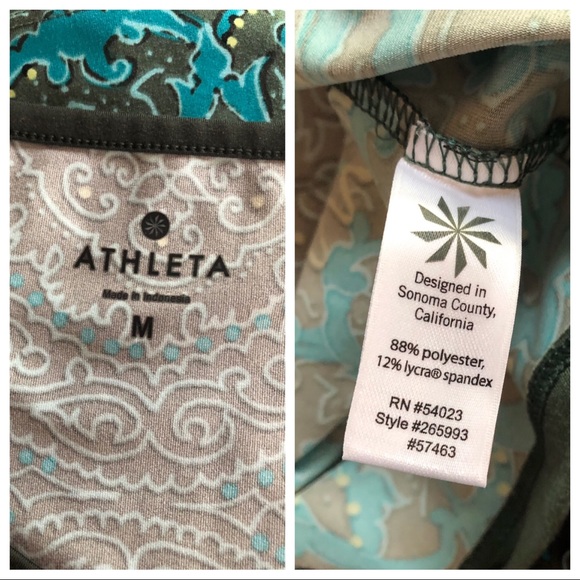 ATHLETA
Made in Indonesia
M
Designed in
Sonoma County,
California
88% polyester,
12% lycra® spandex
RN #54023
Style #265993
#57463